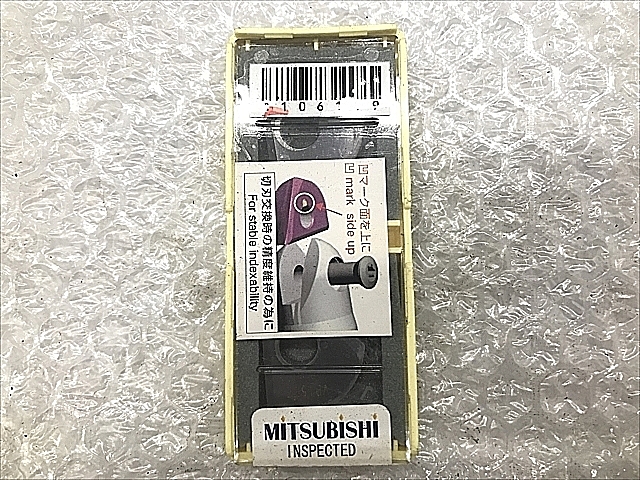 凹マーク面を上に
凹 mark side up
切刃交換時の精度維持の為に
For stable indexability
MITSUBISHI
INSPECTED